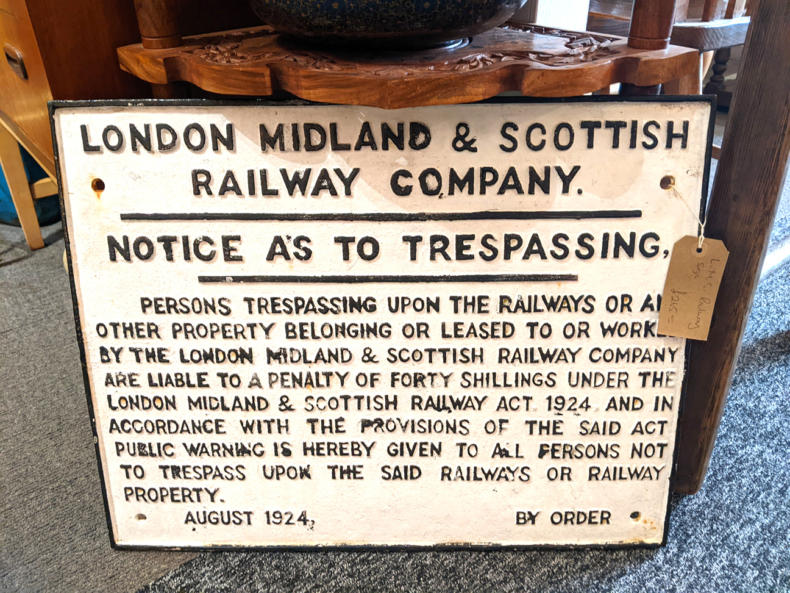 LONDON MIDLAND & SCOTTISH
RAILWAY COMPANY.
NOTICE AS TO TRESPASSING,
PERSONS TRESPASSING UPON THE RAILWAYS OR
OTHER PROPERTY BELONGING OR LEASED TO OR WORK
BY THE LONDON MIDLAND & SCOTTISH RAILWAY COMPANY
ARE LIABLE TO A PENALTY OF FORTY SHILLINGS UNDER THE
LONDON MIDLAND & SCOTTISH RAILWAY ACT 1924 AND IN
ACCORDANCE WITH THE PROVISIONS OF THE SAID ACT
PUBLIC WARNING IS HEREBY GIVEN TO ALL PERSONS NOT
TO TRESPASS UPON THE SAID RAILWAYS OR RAILWAY
PROPERTY.
AUGUST 1924, BY ORDER
L.M.S. Railway